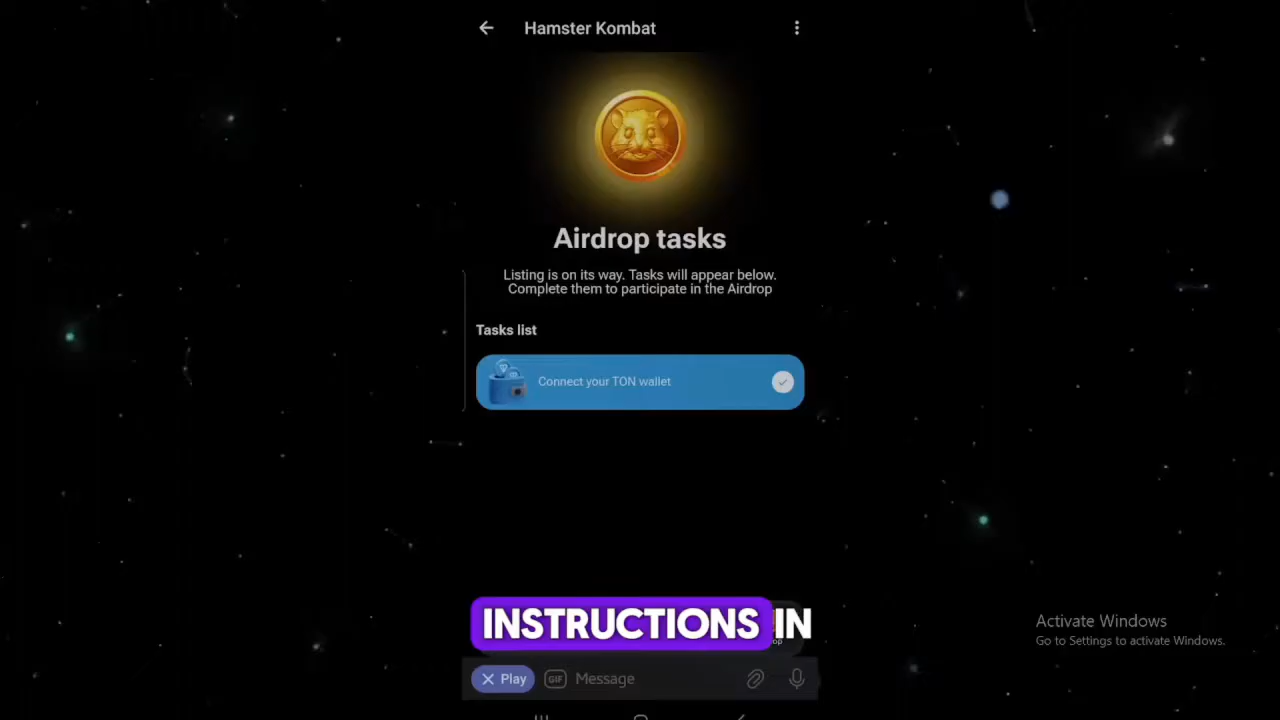 Hamster Kombat
Airdrop tasks
Listing is on its way. Tasks will appear below.
Complete them to participate in the Airdrop
Tasks list
Connect your TON wallet
INSTRUCTIONS IN
Activate Windows
Go to Settings to activate Windows.
Play GIF Message